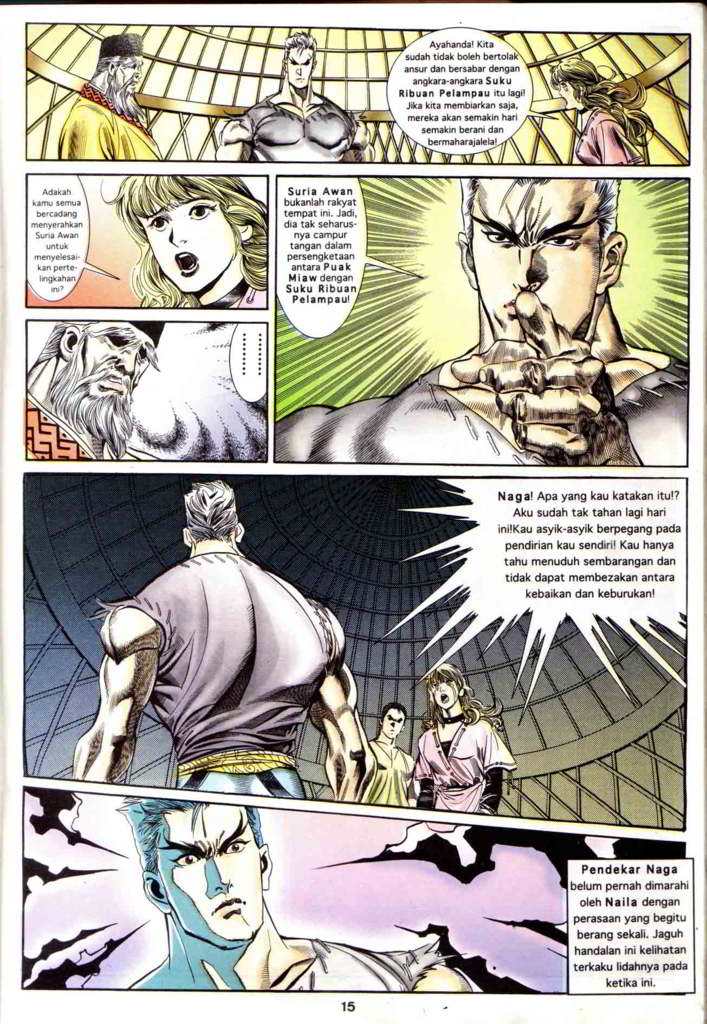 Ayahanda! Kita
sudah tidak boleh bertolak
ansur dan bersabar dengan
angkara-angkara Suku
Ribuan Pelampau itu lagi!
Jika kita membiarkan saja,
mereka akan semakin hari
semakin berani dan
bermaharajalela!
Adakah
kamu semua
bercadang
menyerahkan
Suria Awan
untuk
menyelesai-
kan perte-
lingkahan
ini?
Suria Awan
bukanlah rakyat
tempat ini. Jadi,
dia tak seharus-
nya campur
tangan dalam
persengketaan
antara Puak
Miaw dengan
Suku Ribuan
Pelampau!
........
Naga! Apa yang kau katakan itu!?
Aku sudah tak tahan lagi hari
ini!Kau asyik-asyik berpegang pada
pendirian kau sendiri! Kau hanya
tahu menuduh sembarangan dan
tidak dapat membezakan antara
kebaikan dan keburukan!
Pendekar Naga
belum pernah dimarahi
oleh Naila dengan
perasaan yang begitu
berang sekali. Jaguh
handalan ini kelihatan
terkaku lidahnya pada
ketika ini.
15